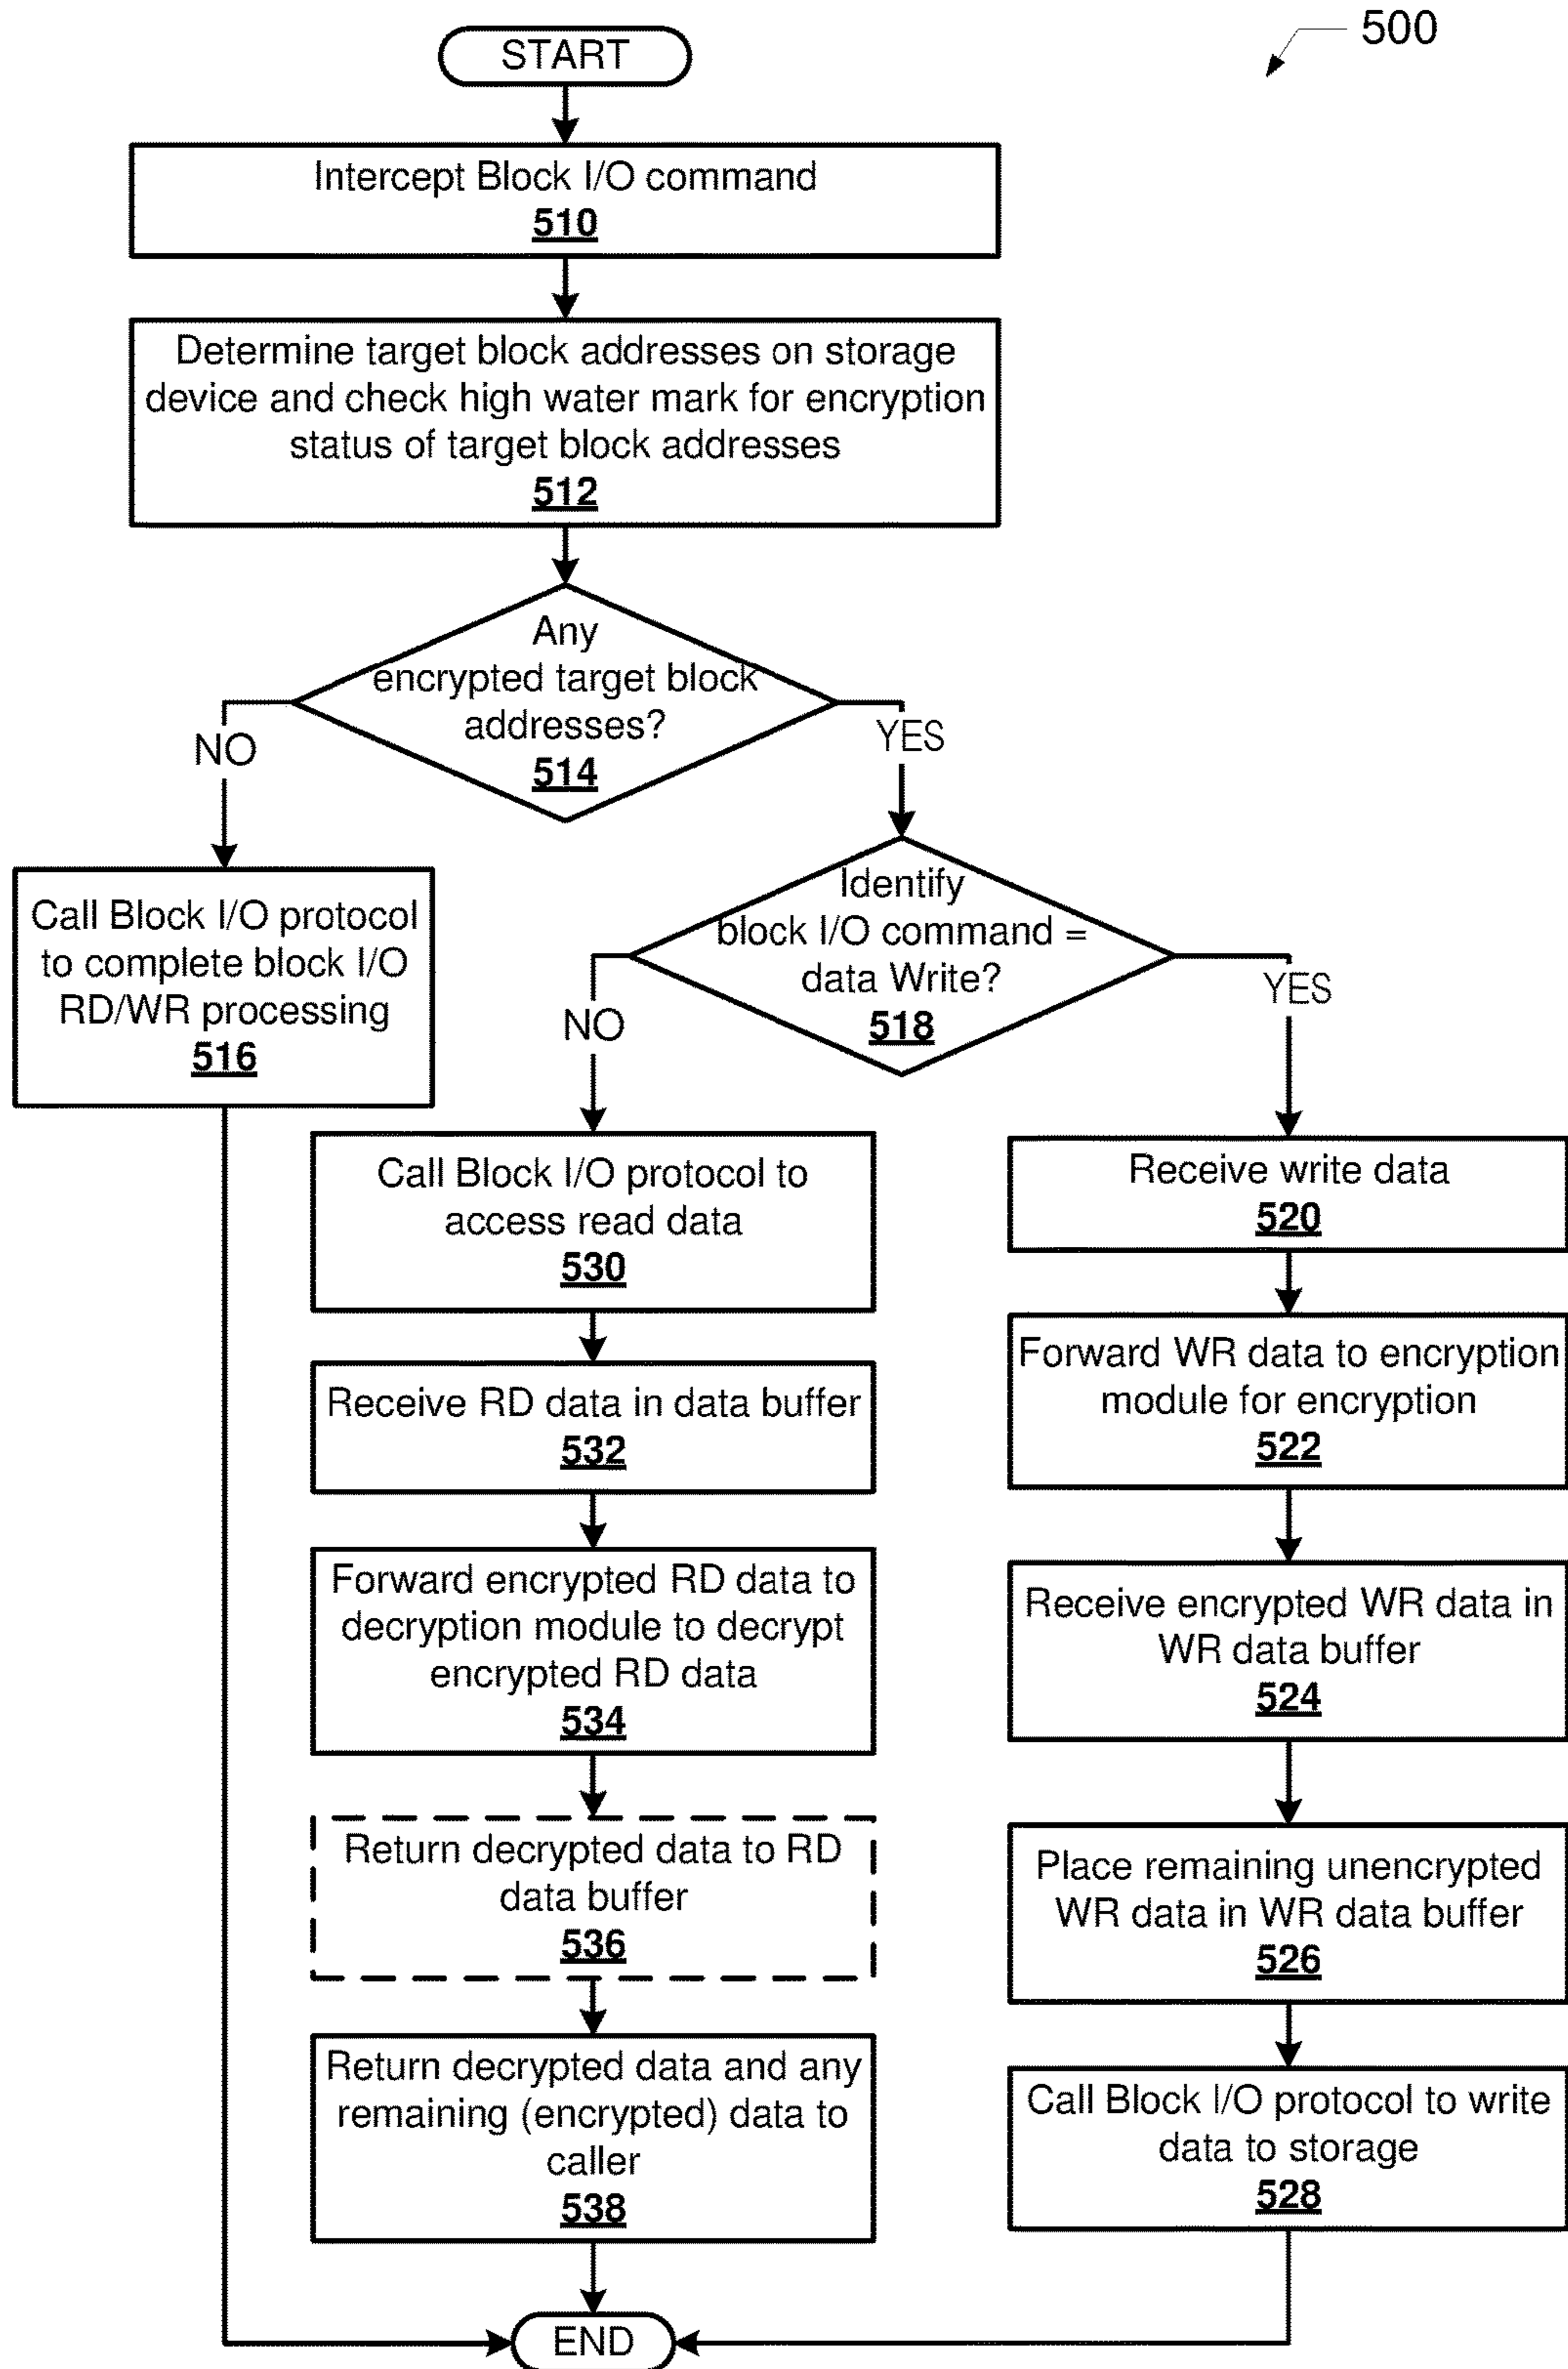 500
START
Intercept Block I/O command
510
Determine target block addresses on storage
device and check high water mark for encryption
status of target block addresses
512
Any
encrypted target block
addresses?
514
NO
YES
Call Block I/O protocol
to complete block I/O
RD/WR processing
516
Identify
block I/O command =
data Write?
518
NO
YES
Call Block I/O protocol to
access read data
530
Receive RD data in data buffer
532
Forward encrypted RD data to
decryption module to decrypt
encrypted RD data
534
Return decrypted data to RD
data buffer
536
Return decrypted data and any
remaining (encrypted) data to
caller
538
Receive write data
520
Forward WR data to encryption
module for encryption
522
Receive encrypted WR data in
WR data buffer
524
Place remaining unencrypted
WR data in WR data buffer
526
Call Block I/O protocol to write
data to storage
528
END